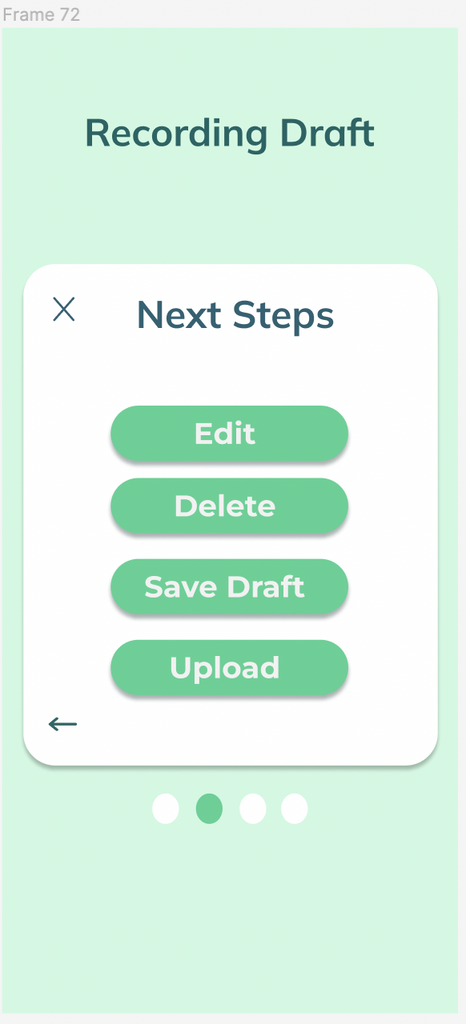 Frame 72
Recording Draft
Next Steps
Edit
Delete
Save Draft
Upload